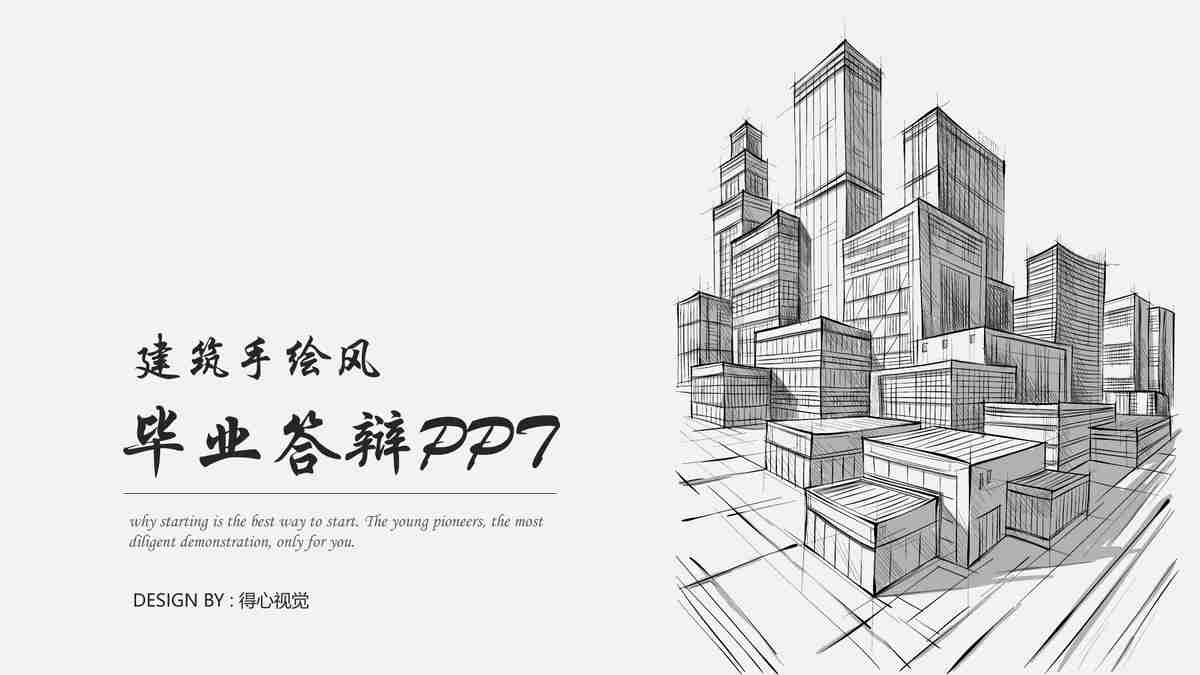 建筑手绘风
毕业答辩PPT
why starting is the best way to start. The young pioneers, the most
diligent demonstration, only for you.
DESIGN BY : 得心视觉